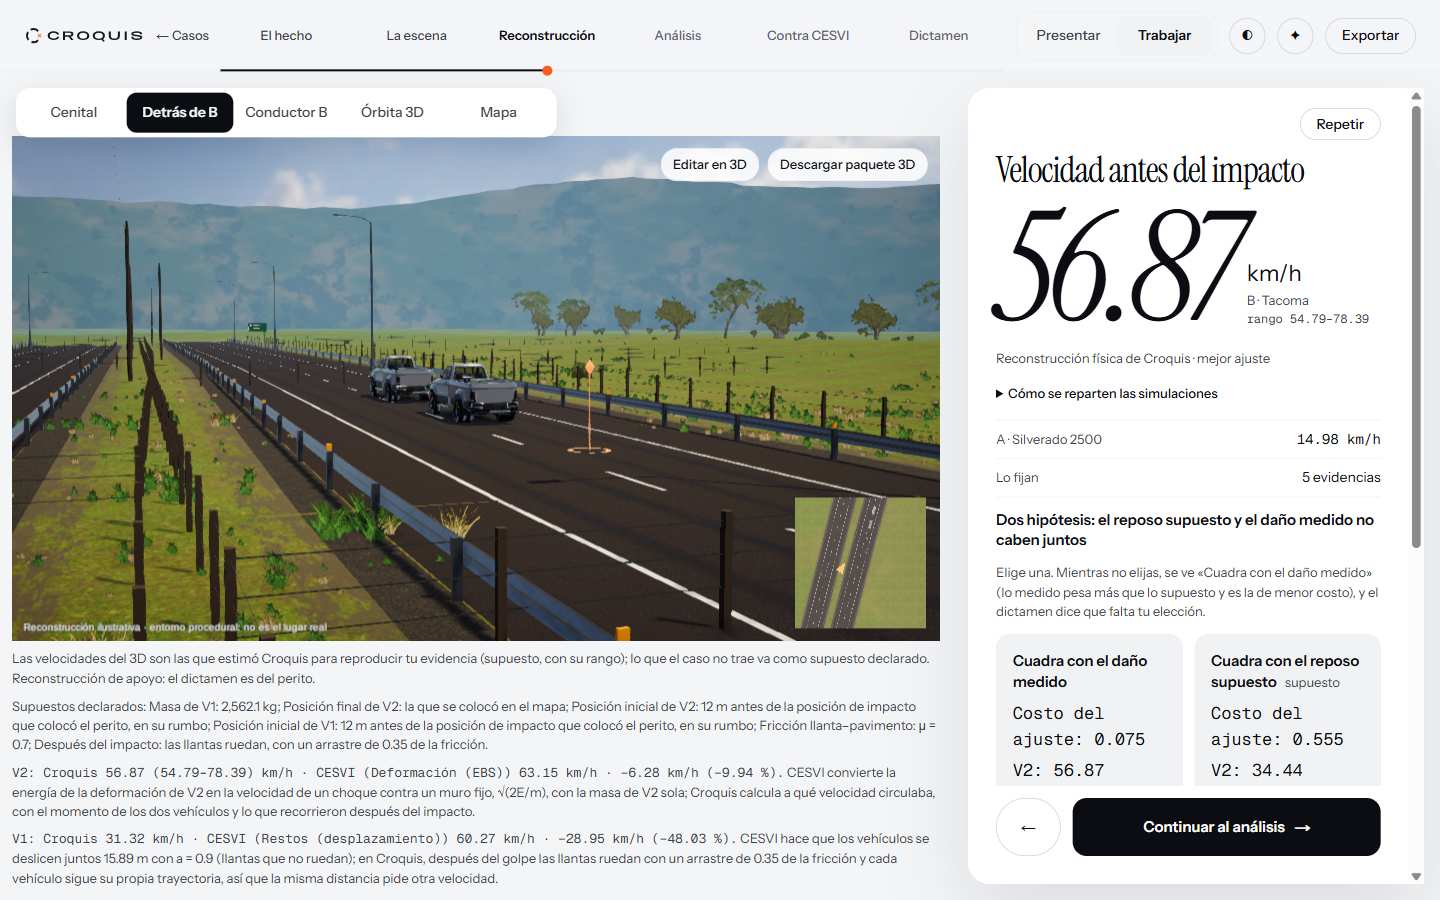 CROQUIS
← Casos
El hecho
La escena
Reconstrucción
Análisis
Contra CESVI
Dictamen
Presentar
Trabajar
Exportar
Cenital
Detrás de B
Conductor B
Órbita 3D
Mapa
Editar en 3D
Descargar paquete 3D
Reconstrucción ilustrativa · entorno procedural; no es el lugar real
Las velocidades del 3D son las que estimó Croquis para reproducir tu evidencia (supuesto, con su rango); lo que el caso no trae va como supuesto declarado.
Reconstrucción de apoyo: el dictamen es del perito.
Supuestos declarados: Masa de V1: 2,562.1 kg; Posición final de V2: la que se colocó en el mapa; Posición inicial de V2: 12 m antes de la posición de impacto
que colocó el perito, en su rumbo; Posición inicial de V1: 12 m antes de la posición de impacto que colocó el perito, en su rumbo; Fricción llanta–pavimento: μ =
0.7; Después del impacto: las llantas ruedan, con un arrastre de 0.35 de la fricción.
V2: Croquis 56.87 (54.79–78.39) km/h · CESVI (Deformación (EBS)) 63.15 km/h · −6.28 km/h (−9.94 %). CESVI convierte la
energía de la deformación de V2 en la velocidad de un choque contra un muro fijo, √(2E/m), con la masa de V2 sola; Croquis calcula a qué velocidad circulaba,
con el momento de los dos vehículos y lo que recorrieron después del impacto.
V1: Croquis 31.32 km/h · CESVI (Restos (desplazamiento)) 60.27 km/h · −28.95 km/h (−48.03 %). CESVI hace que los vehículos se
deslicen juntos 15.89 m con a = 0.9 (llantas que no ruedan); en Croquis, después del golpe las llantas ruedan con un arrastre de 0.35 de la fricción y cada
vehículo sigue su propia trayectoria, así que la misma distancia pide otra velocidad.
Repetir
Velocidad antes del impacto
56.87
km/h
B · Tacoma
rango 54.79–78.39
Reconstrucción física de Croquis · mejor ajuste
▶ Cómo se reparten las simulaciones
A · Silverado 2500
14.98 km/h
Lo fijan
5 evidencias
Dos hipótesis: el reposo supuesto y el daño medido no
caben juntos
Elige una. Mientras no elijas, se ve «Cuadra con el daño medido»
(lo medido pesa más que lo supuesto y es la de menor costo), y el
dictamen dice que falta tu elección.
Cuadra con el daño
medido
Costo del
ajuste: 0.075
V2: 56.87
Cuadra con el reposo
supuesto supuesto
Costo del
ajuste: 0.555
V2: 34.44
←
Continuar al análisis →